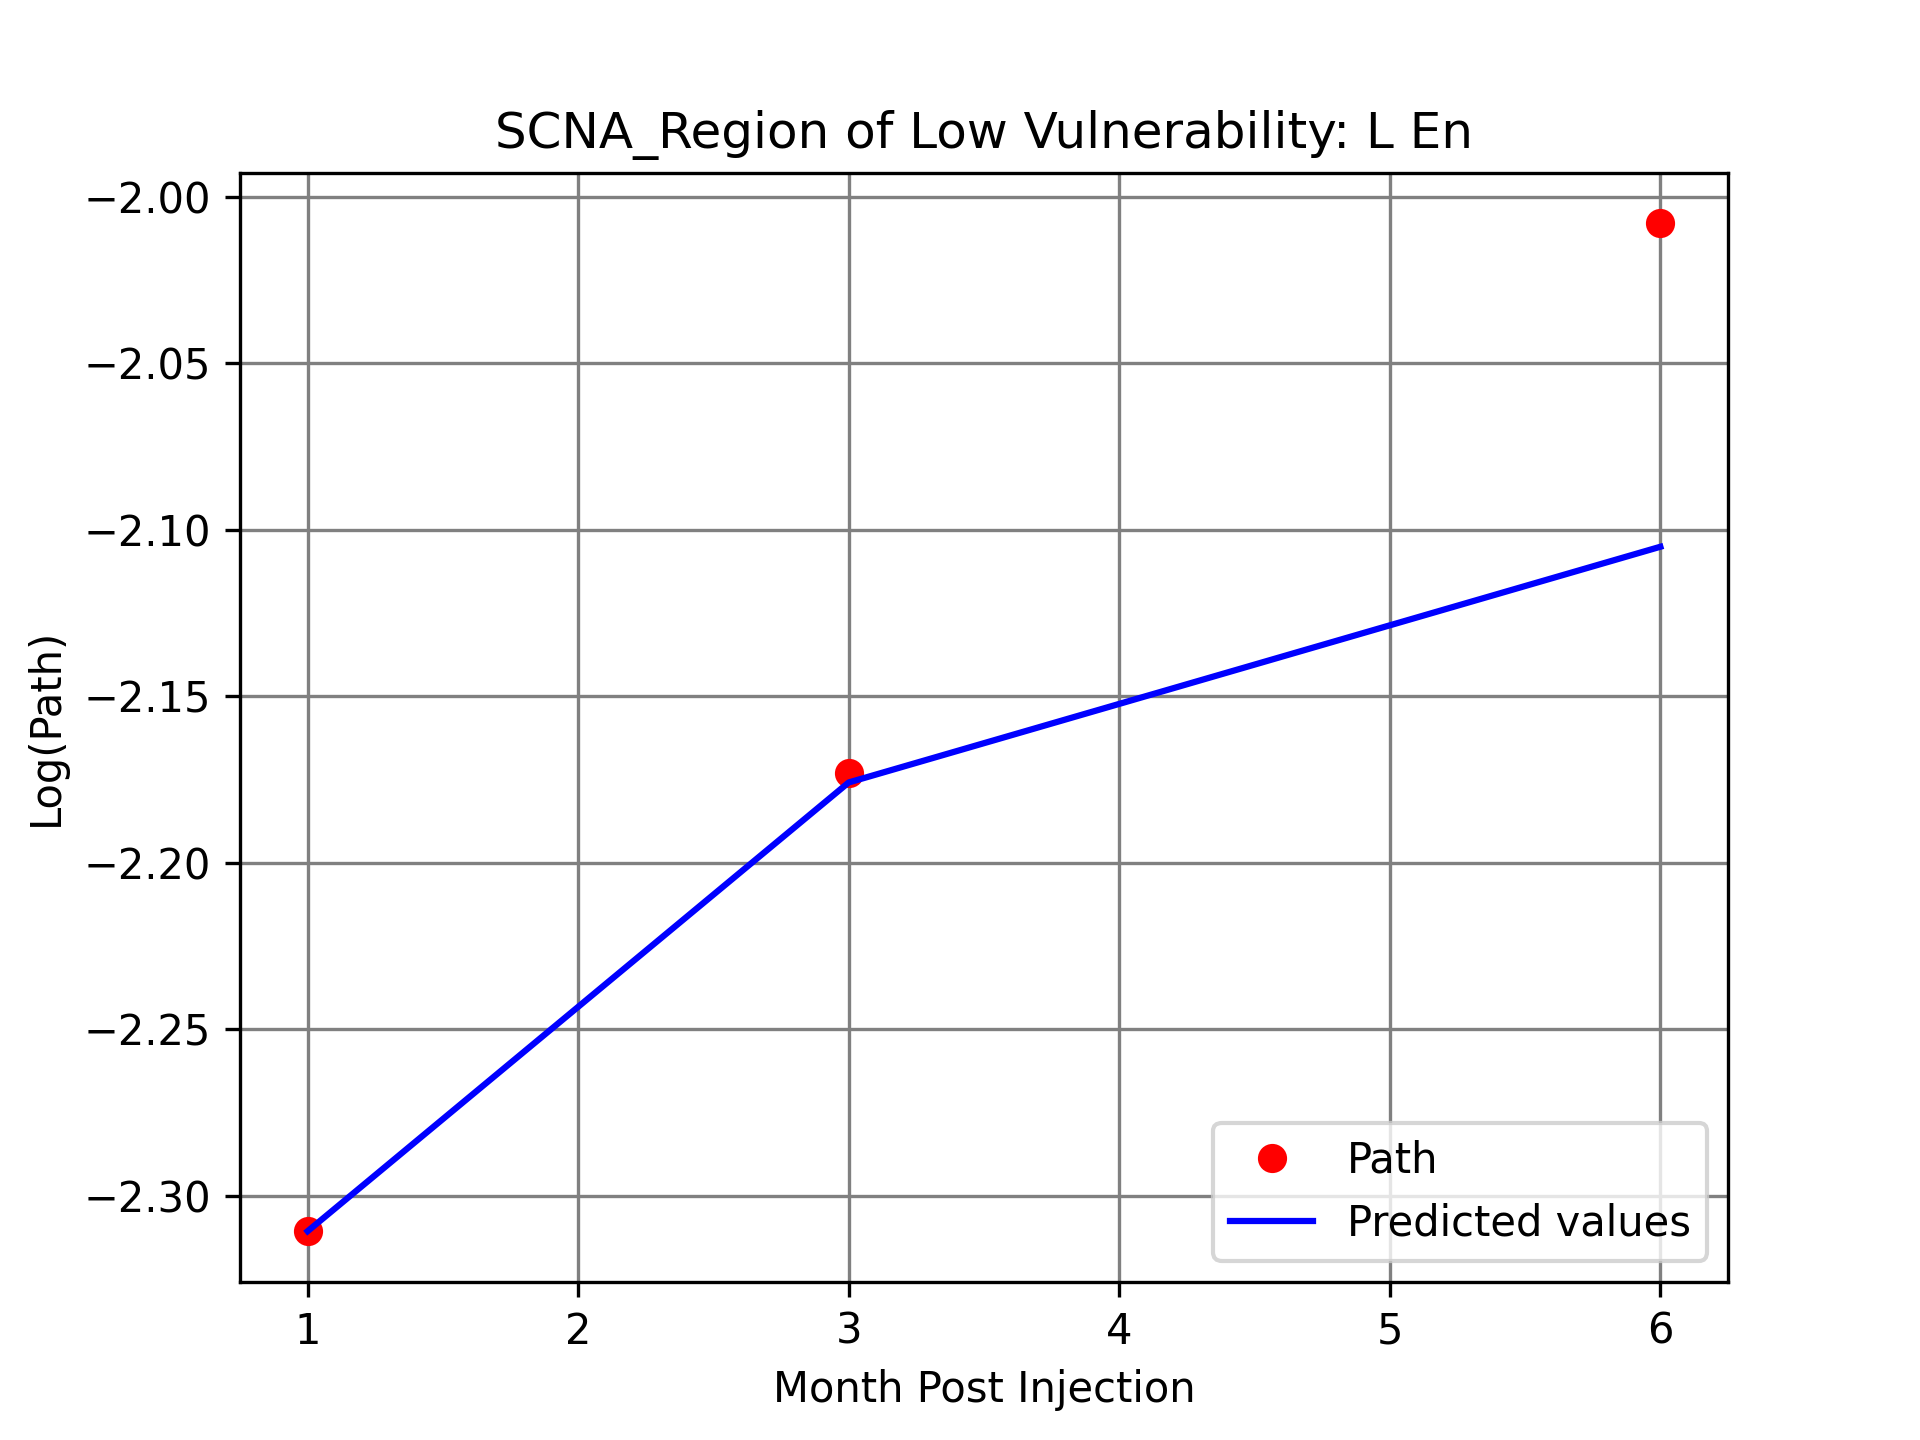 SCNA_Region of Low Vulnerability: L En
−2.00
−2.05
−2.10
−2.15
−2.20
−2.25
−2.30
Log(Path)
Path
Predicted values
1 2 3 4 5 6
Month Post Injection